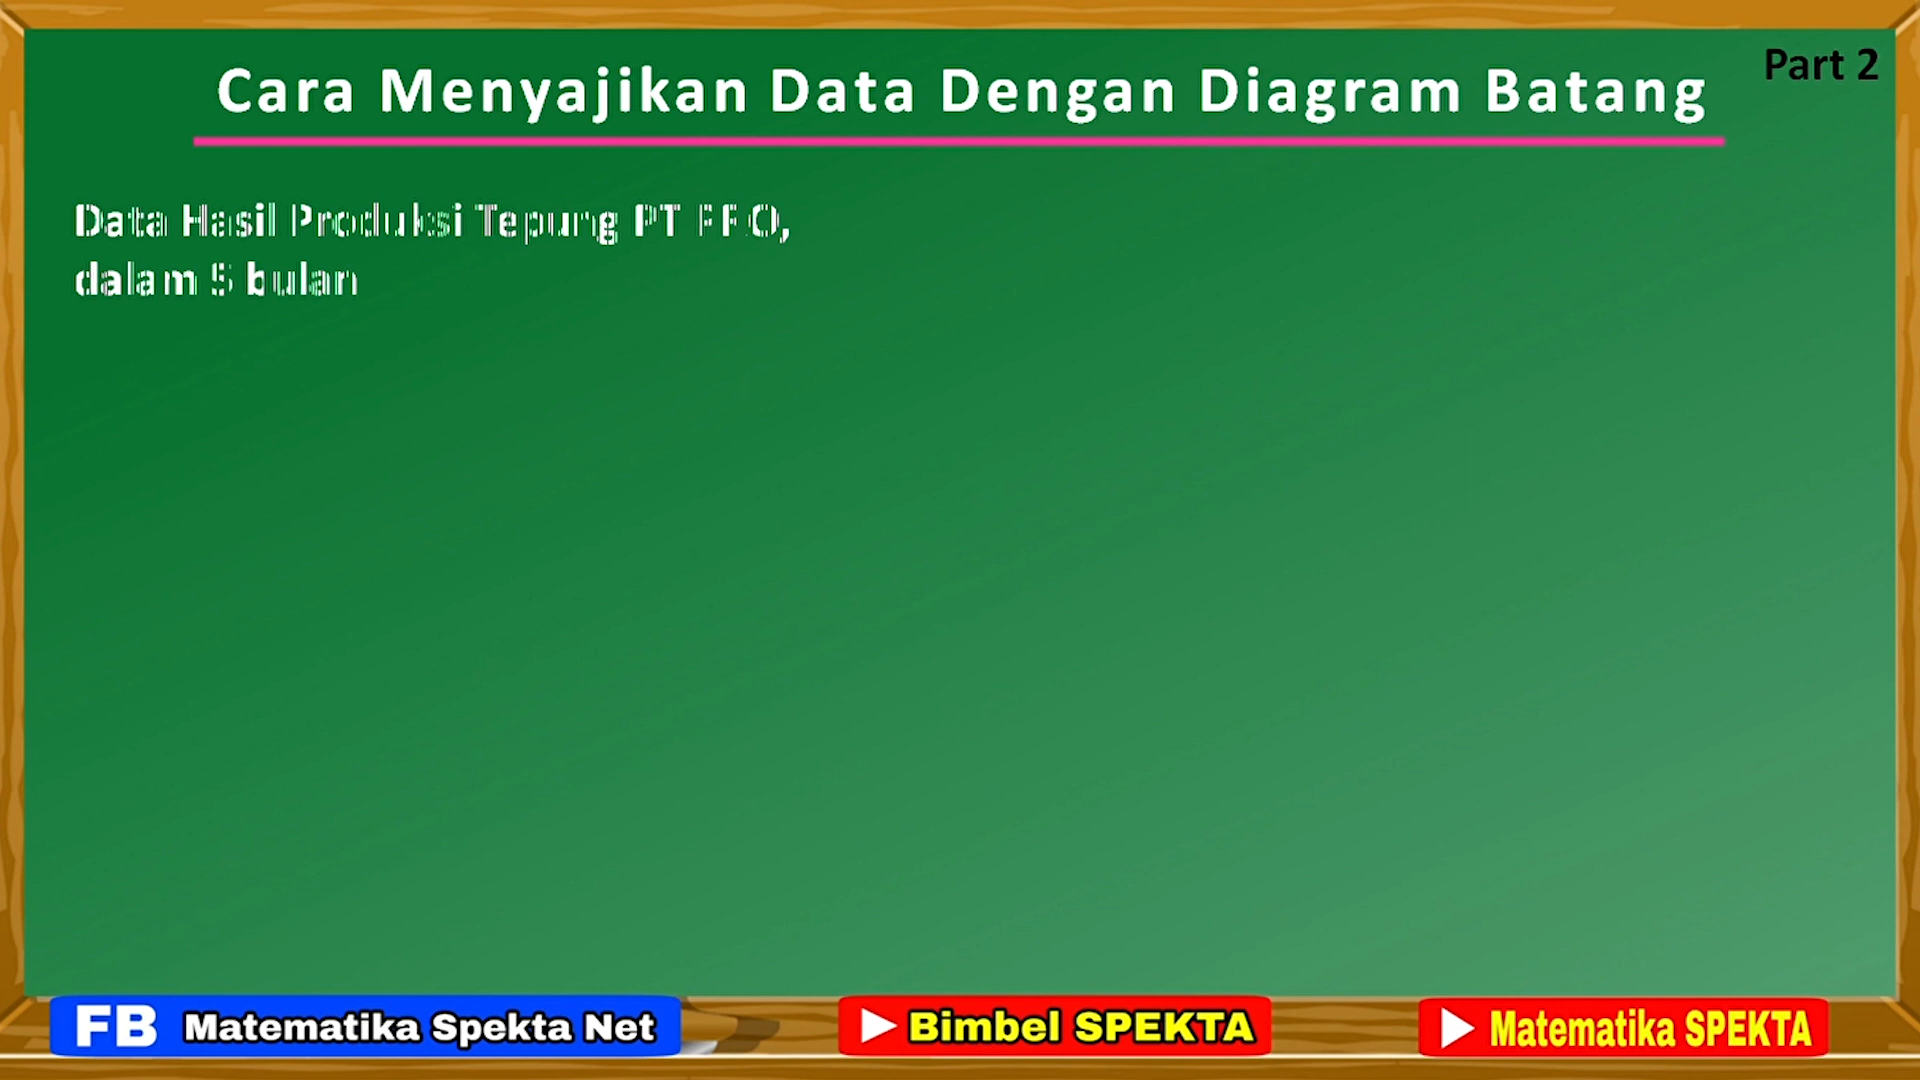 Part 2
Cara Menyajikan Data Dengan Diagram Batang
Data Hasil Produksi Tepung PT
dalam 5 bulan
FB Matematika Spekta Net
Bimbel SPEKTA
Matematika SPEKTA